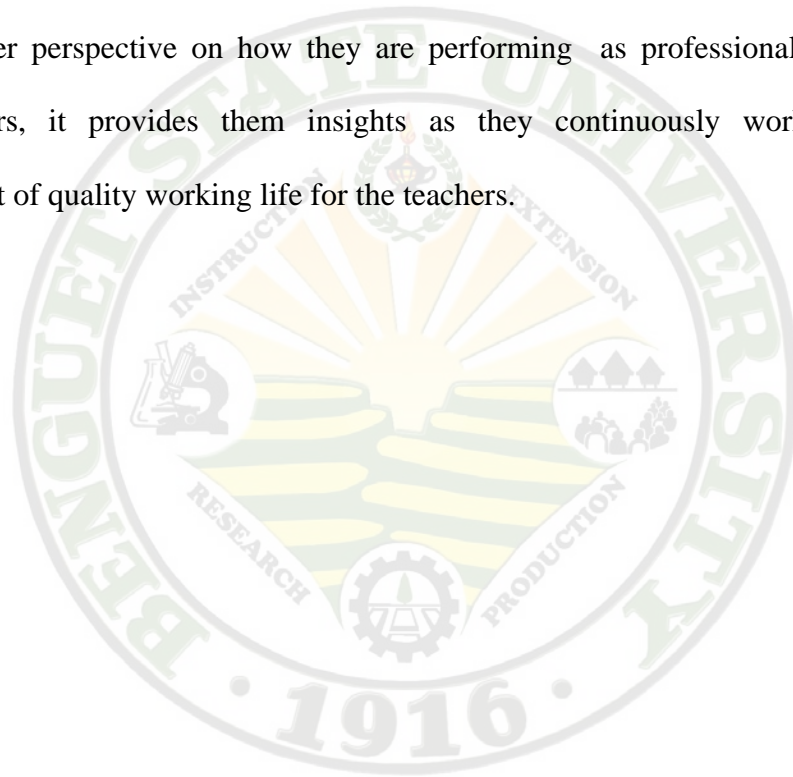 er perspective on how they are performing as professional
rs, it provides them insights as they continuously wor
t of quality working life for the teachers.
BENGUET STATE UNIVERSITY
INSTRUCTION
EXTENSION
RESEARCH
PRODUCTION
· 1916 ·